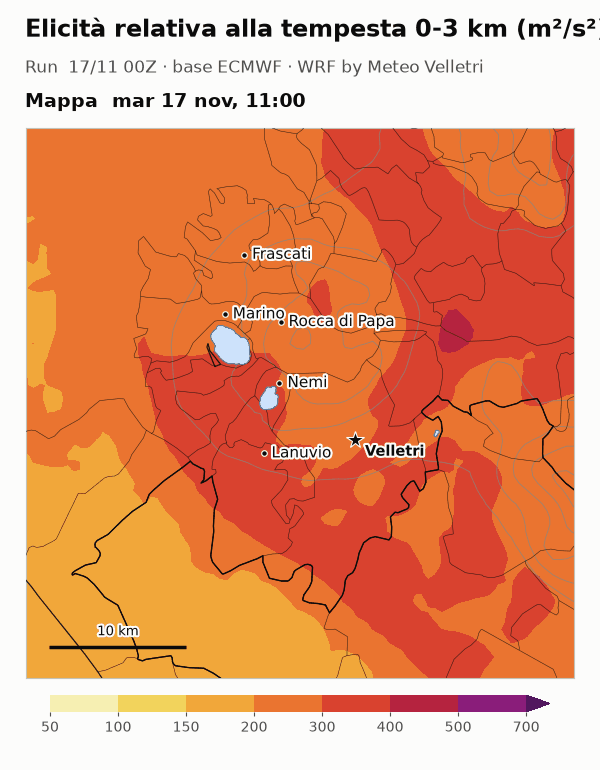 Elicità relativa alla tempesta 0-3 km (m²/s²)
Run 17/11 00Z · base ECMWF · WRF by Meteo Velletri
Mappa mar 17 nov, 11:00
Frascati
Marino
Rocca di Papa
Nemi
Velletri
Lanuvio
10 km
50 100 150 200 300 400 500 700